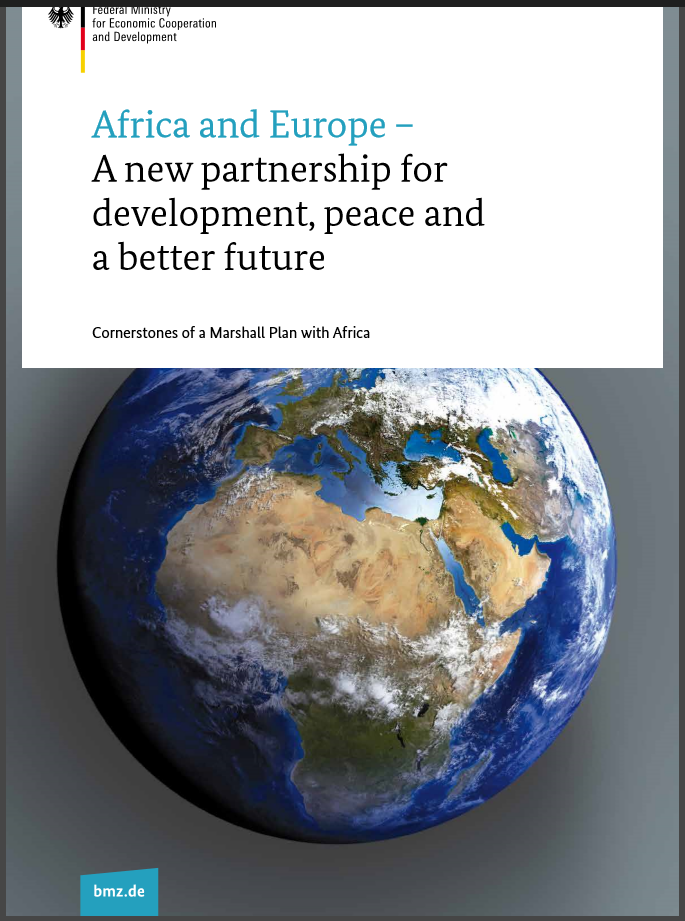 Federal Ministry
for Economic Cooperation
and Development
Africa and Europe –
A new partnership for
development, peace and
a better future
Cornerstones of a Marshall Plan with Africa
bmz.de